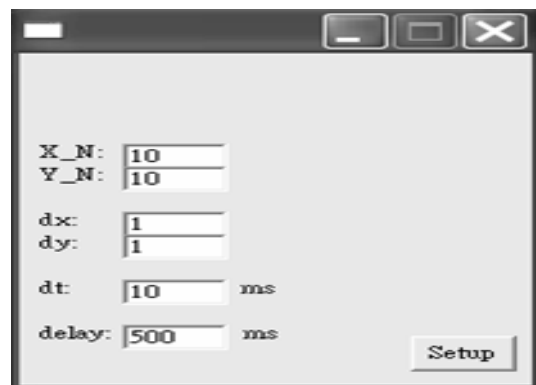 X_N: 10
Y_N: 10
dx: 1
dy: 1
dt: 10 ms
delay: 500 ms
Setup